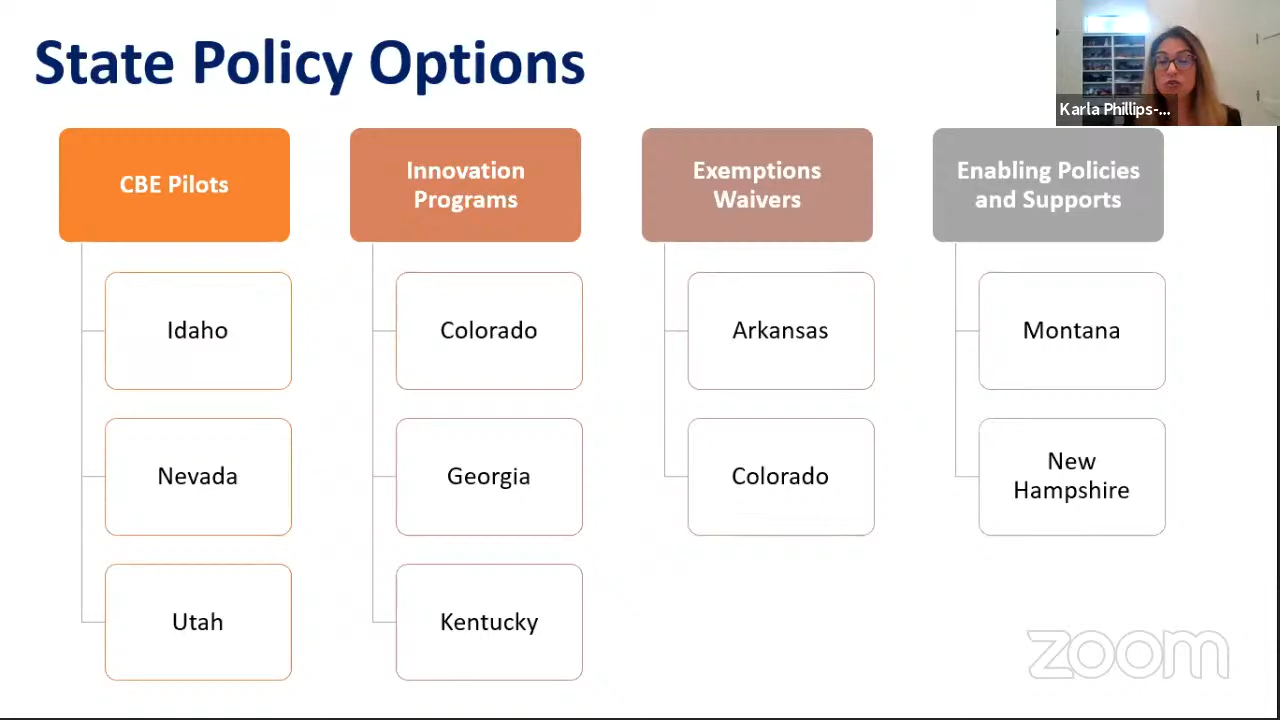 State Policy Options
Karla Phillips-...
CBE Pilots
Idaho
Nevada
Utah
Innovation
Programs
Colorado
Georgia
Kentucky
Exemptions
Waivers
Arkansas
Colorado
Enabling Policies
and Supports
Montana
New
Hampshire
zoom